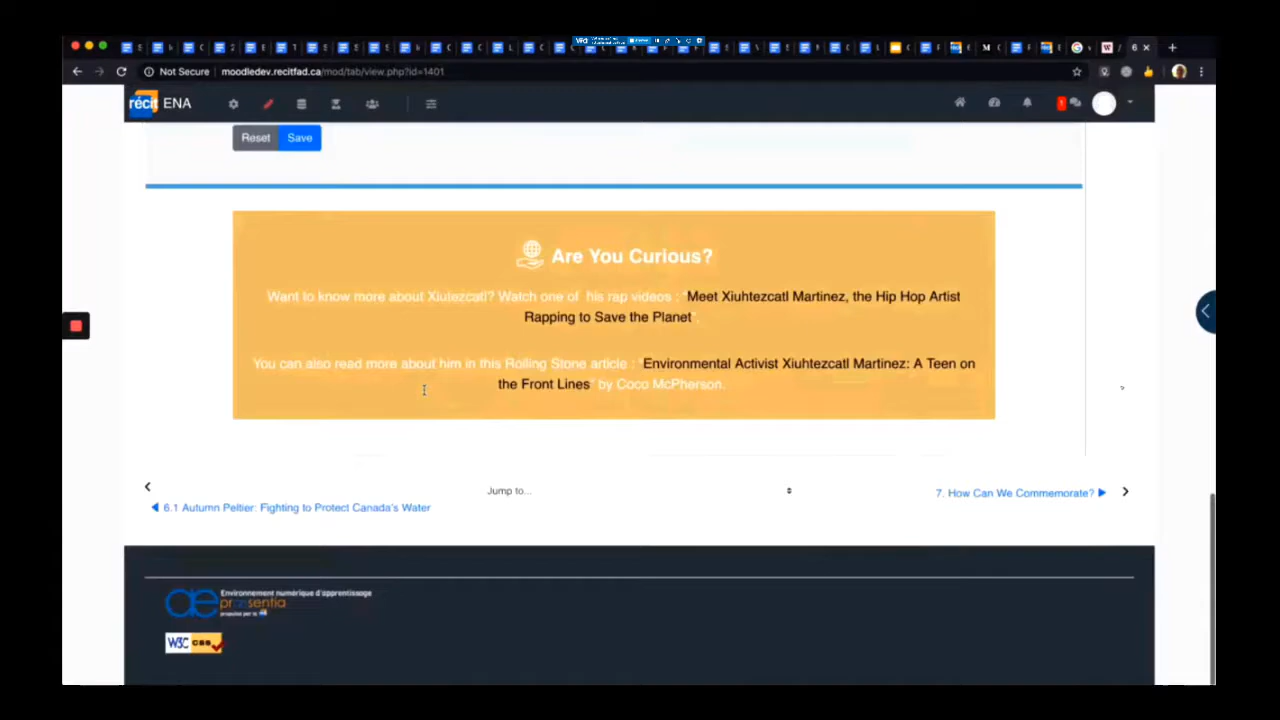 Not Secure moodledev.recitfad.ca/mod/tab/view.php?id=1401
récit ENA
Reset Save
Are You Curious?
Want to know more about Xiutezcatl? Watch one of his rap videos : "Meet Xiuhtezcatl Martinez, the Hip Hop Artist
Rapping to Save the Planet"
You can also read more about him in this Rolling Stone article : "Environmental Activist Xiuhtezcatl Martinez: A Teen on
the Front Lines" by Coco McPherson.
Jump to...
7. How Can We Commemorate? ▶
◀ 6.1 Autumn Peltier: Fighting to Protect Canada's Water
Environnement numérique d'apprentissage
W3C css